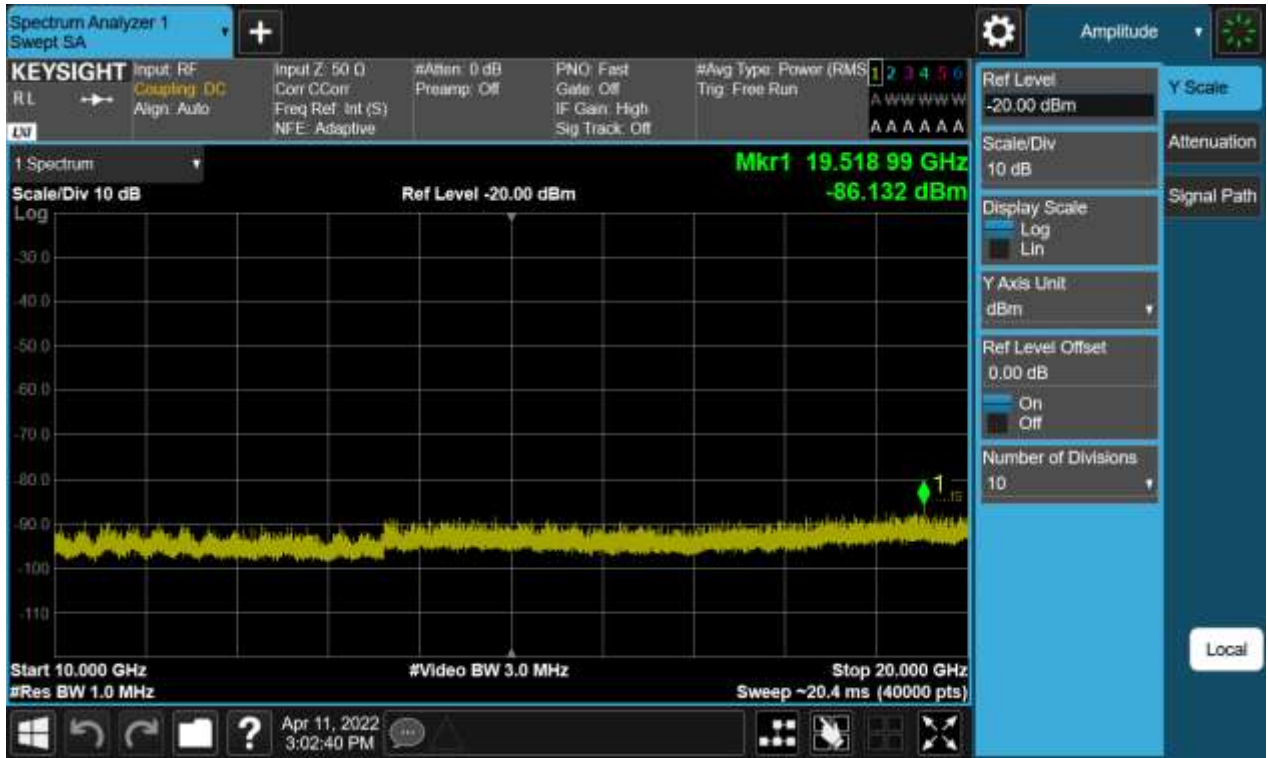 Spectrum Analyzer 1
Swept SA
Amplitude
KEYSIGHT
RL
LXI
Input: RF
Coupling: DC
Align: Auto
Input Z: 50 Ω
Corr CCorr
Freq Ref: Int (S)
NFE: Adaptive
#Atten: 0 dB
Preamp: Off
PNO: Fast
Gate: Off
IF Gain: High
Sig Track: Off
#Avg Type: Power (RMS
Trig: Free Run
1 2 3 4 5 6
A W W W W W
A A A A A A
1 Spectrum
Mkr1 19.518 99 GHz
-86.132 dBm
Scale/Div 10 dB
Ref Level -20.00 dBm
Log
-30.0
-40.0
-50.0
-60.0
-70.0
-80.0
-90.0
-100
-110
1
Start 10.000 GHz
#Video BW 3.0 MHz
Stop 20.000 GHz
#Res BW 1.0 MHz
Sweep ~20.4 ms (40000 pts)
Ref Level
-20.00 dBm
Scale/Div
10 dB
Display Scale
Log
Lin
Y Axis Unit
dBm
Ref Level Offset
0.00 dB
On
Off
Number of Divisions
10
Y Scale
Attenuation
Signal Path
Local
?
Apr 11, 2022
3:02:40 PM